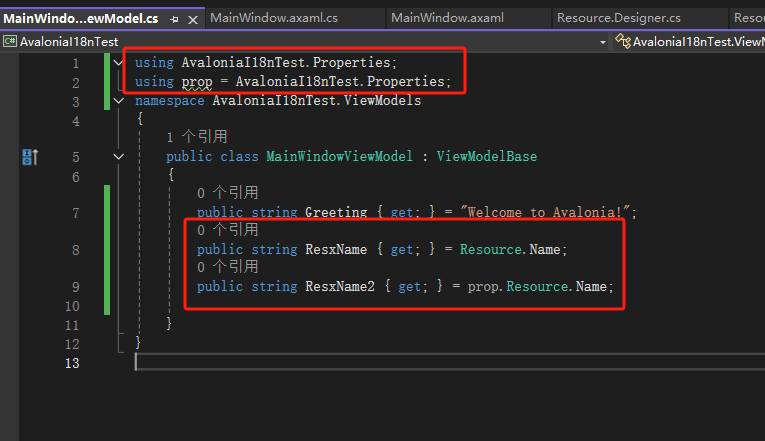 MainWindo...ewModel.cs
MainWindow.axaml.cs
MainWindow.axaml
Resource.Designer.cs
Reso
C# AvaloniaI18nTest
AvaloniaI18nTest.ViewM
1 using AvaloniaI18nTest.Properties;
2 using prop = AvaloniaI18nTest.Properties;
3 namespace AvaloniaI18nTest.ViewModels
4 {
1 个引用
5 public class MainWindowViewModel : ViewModelBase
6 {
0 个引用
7 public string Greeting { get; } = "Welcome to Avalonia!";
0 个引用
8 public string ResxName { get; } = Resource.Name;
0 个引用
9 public string ResxName2 { get; } = prop.Resource.Name;
10
11 }
12 }
13